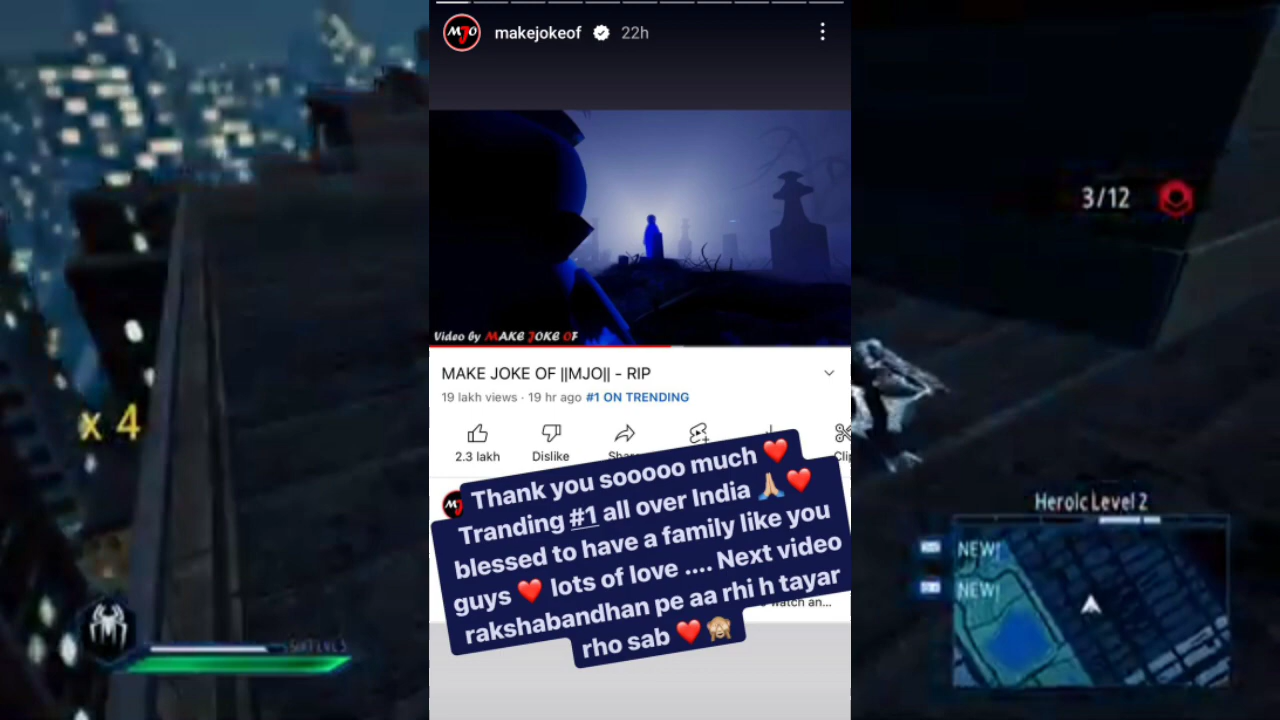 MJO makejokeof 22h
Video by MAKE JOKE OF
MAKE JOKE OF ||MJO|| - RIP
19 lakh views · 19 hr ago #1 ON TRENDING
2.3 lakh Dislike
Thank you sooooo much ❤️
Tranding #1 all over India 🙏🏼❤️
blessed to have a family like you
guys ❤️ lots of love .... Next video
rakshabandhan pe aa rhi h tayar
rho sab ❤️🙈
watch an...
x 4
3/12
Heroic Level 2
NEW!
NEW!